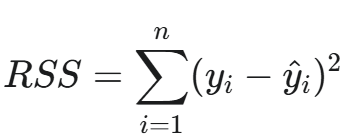 RSS = \sum_{i=1}^{n} (y_i - \hat{y}_i)^2